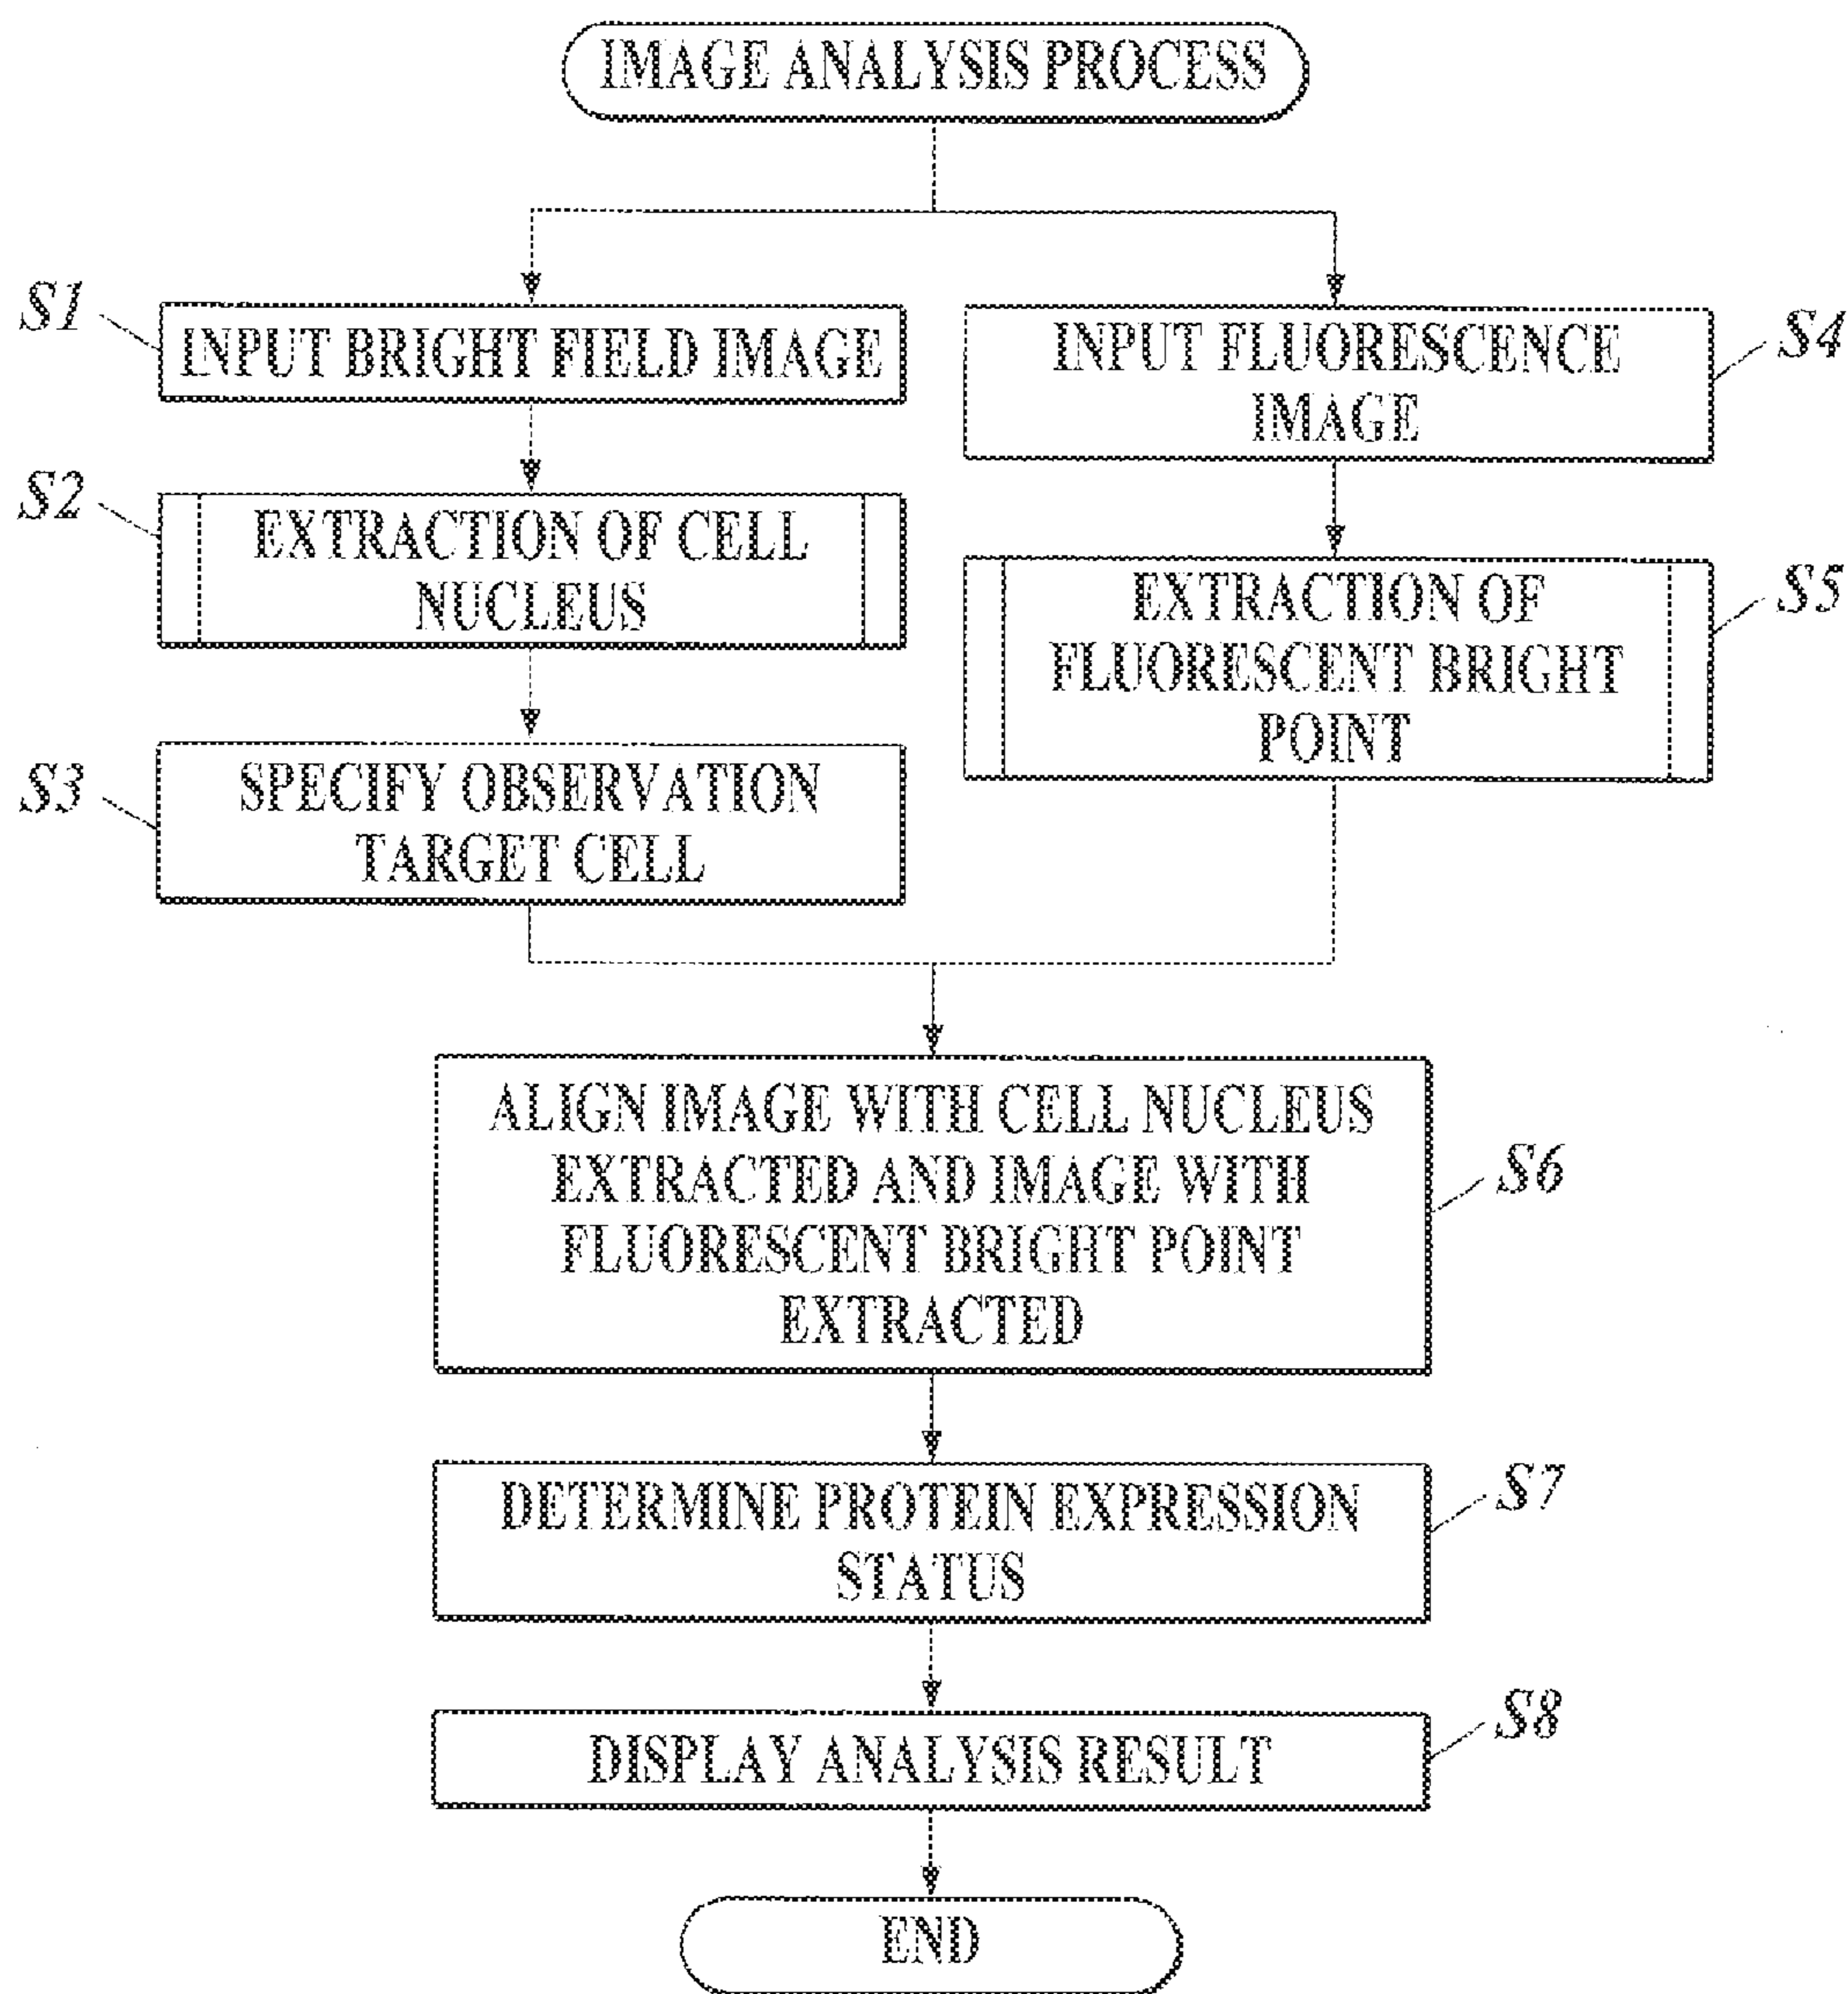 IMAGE ANALYSIS PROCESS
S1
INPUT BRIGHT FIELD IMAGE
S2
EXTRACTION OF CELL
NUCLEUS
S3
SPECIFY OBSERVATION
TARGET CELL
INPUT FLUORESCENCE
IMAGE
S4
EXTRACTION OF
FLUORESCENT BRIGHT
POINT
S5
ALIGN IMAGE WITH CELL NUCLEUS
EXTRACTED AND IMAGE WITH
FLUORESCENT BRIGHT POINT
EXTRACTED
S6
DETERMINE PROTEIN EXPRESSION
STATUS
S7
DISPLAY ANALYSIS RESULT
S8
END